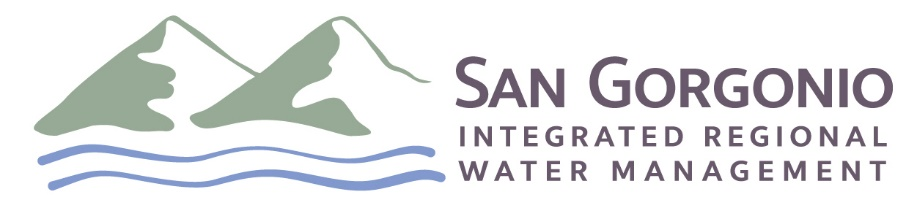 SAN GORGONIO
INTEGRATED REGIONAL
WATER MANAGEMENT